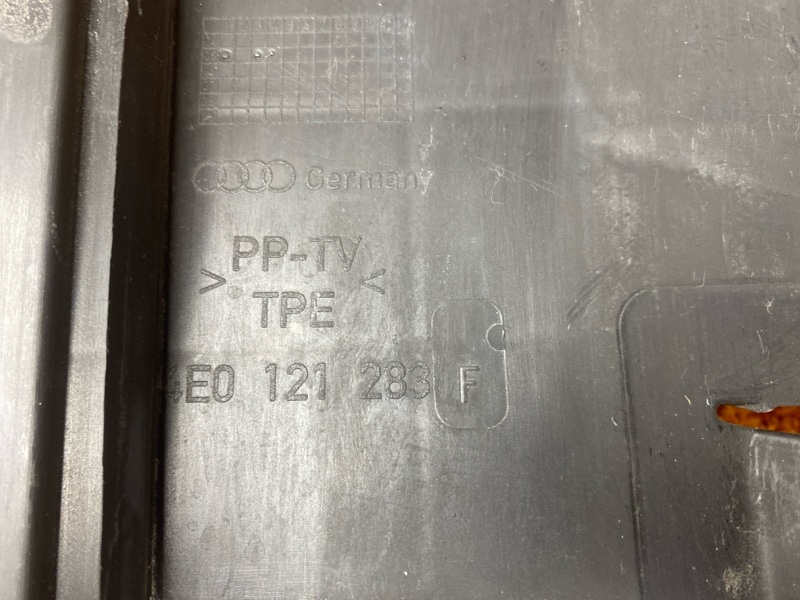 Germany
PP-TV
> <
TPE
4E0 121 283 F